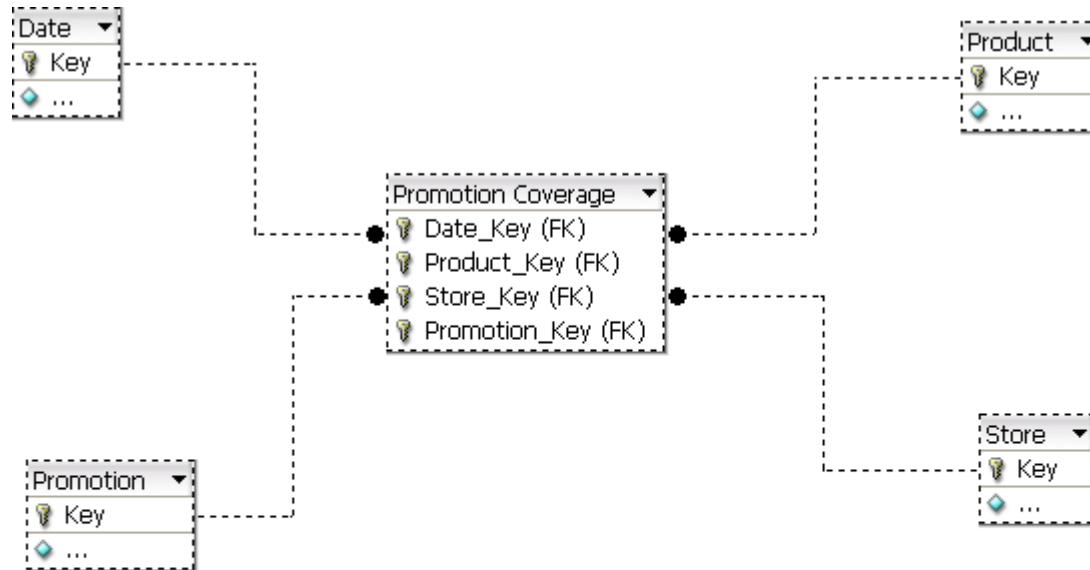 Date
Key
...
Product
Key
...
Promotion Coverage
Date_Key (FK)
Product_Key (FK)
Store_Key (FK)
Promotion_Key (FK)
Promotion
Key
...
Store
Key
...